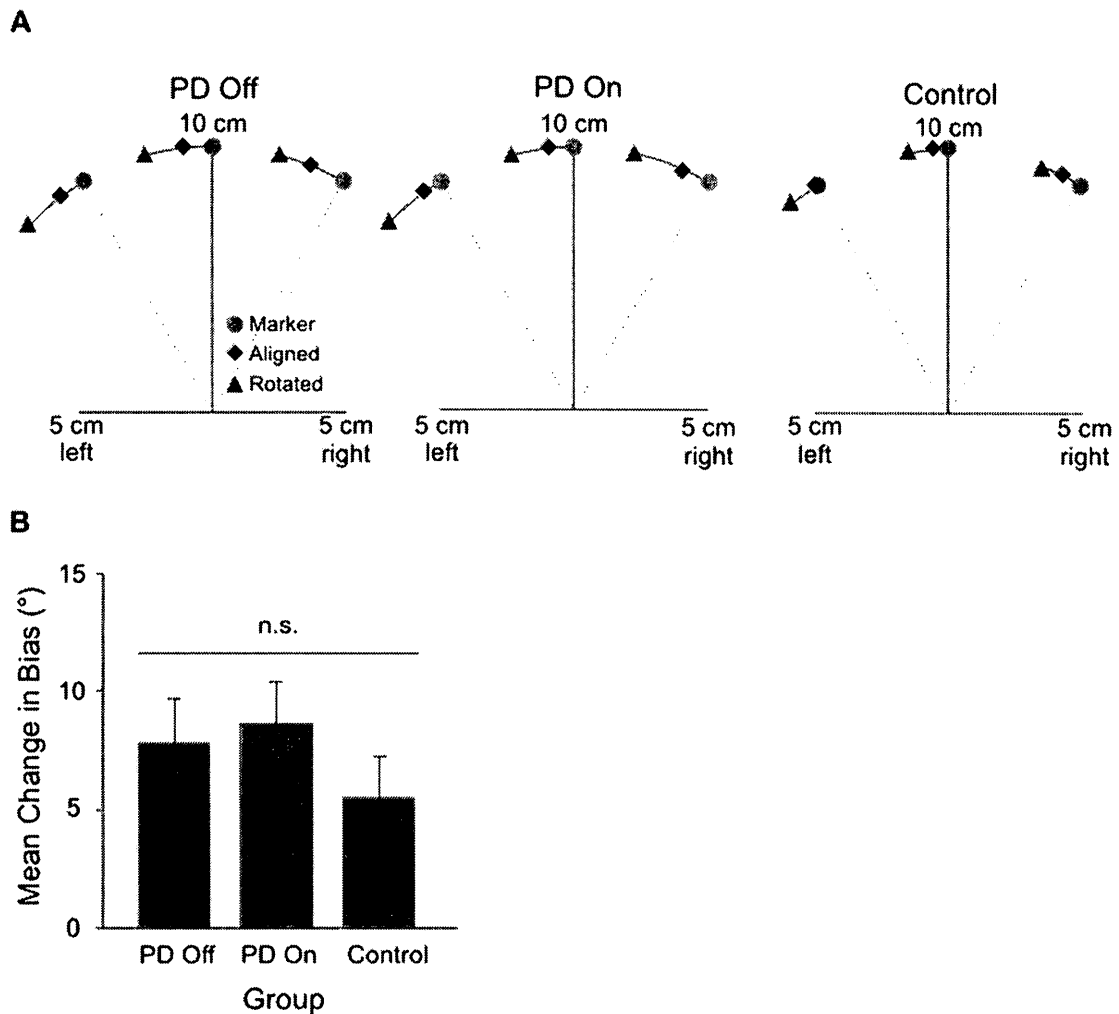 A
PD Off
10 cm
PD On
10 cm
Control
10 cm
Marker
Aligned
Rotated
5 cm
left
5 cm
right
5 cm
left
5 cm
right
5 cm
left
5 cm
right
B
Mean Change in Bias (°)
15
10
5
0
n.s.
PD Off
PD On
Control
Group